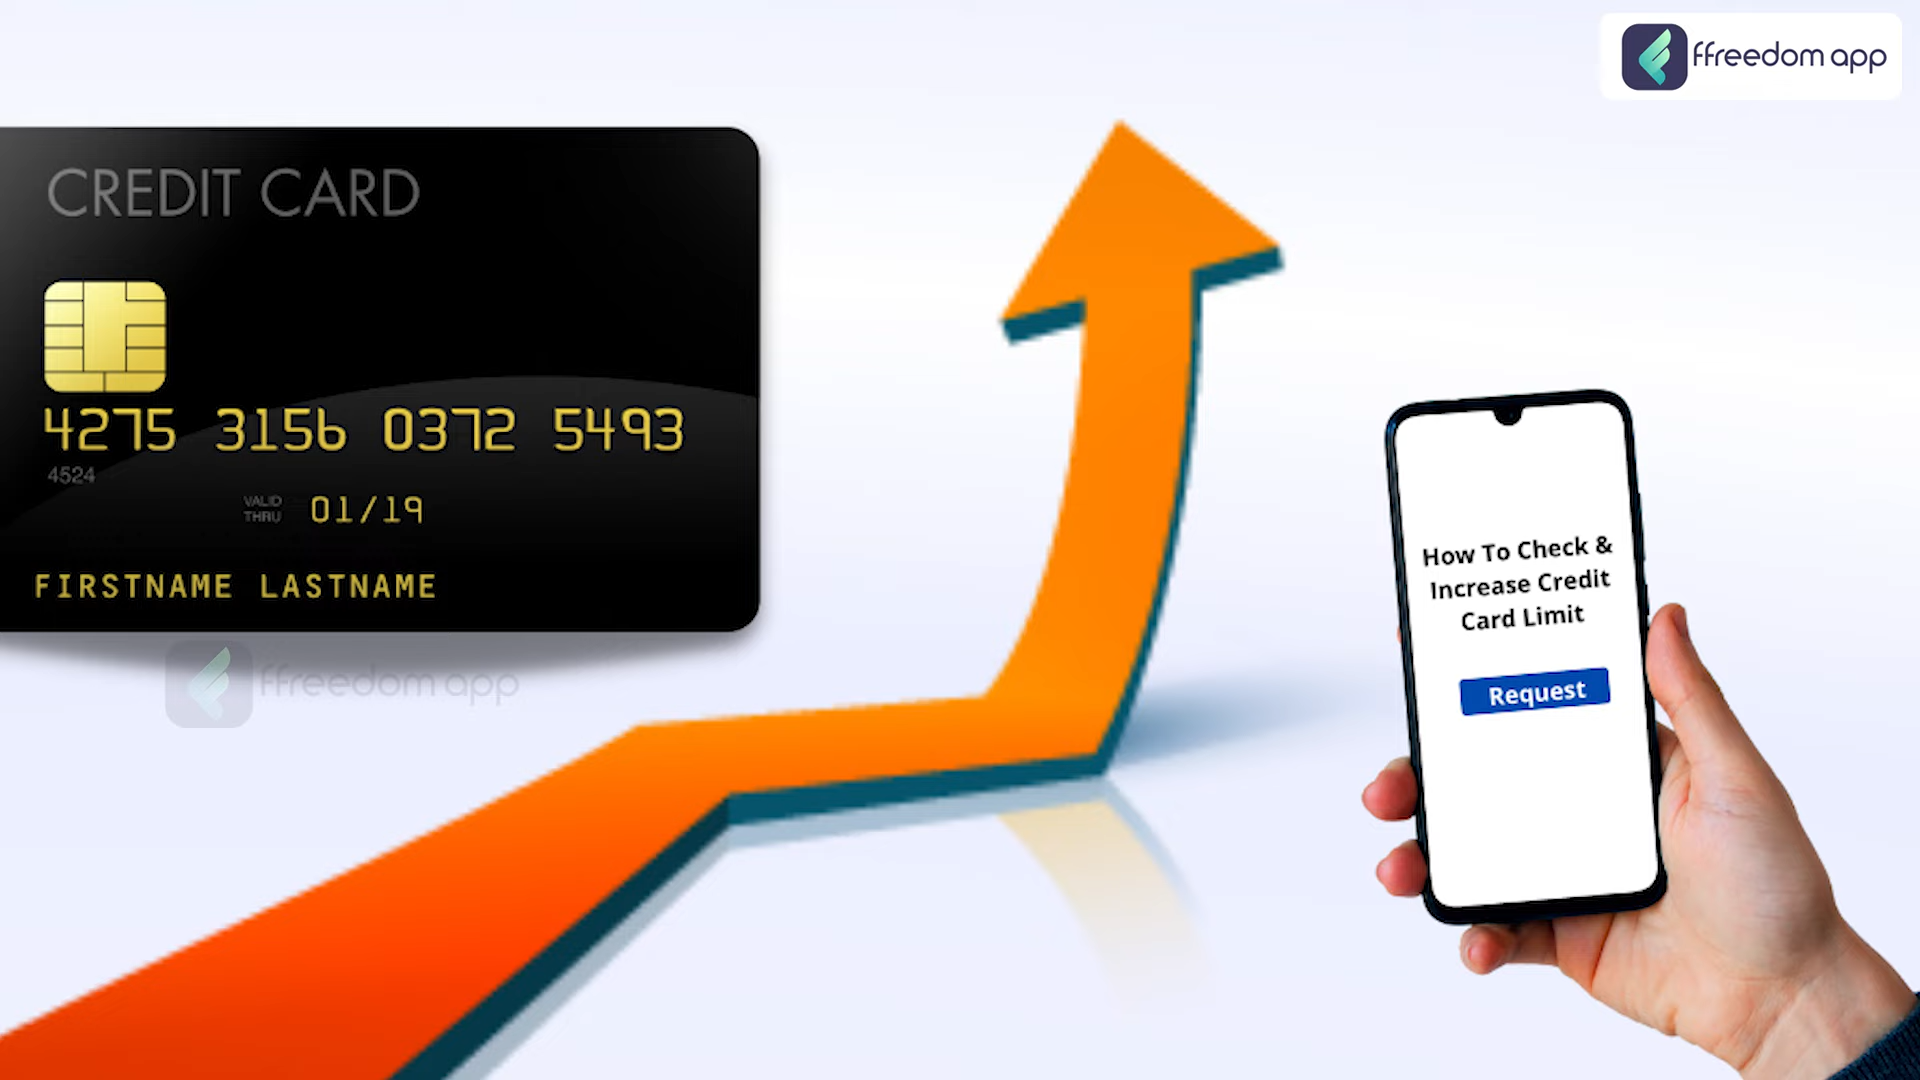 ffreedom app
CREDIT CARD
4275 3156 0372 5493
4524
VALID
THRU
01/19
FIRSTNAME LASTNAME
ffreedom app
How To Check &
Increase Credit
Card Limit
Request